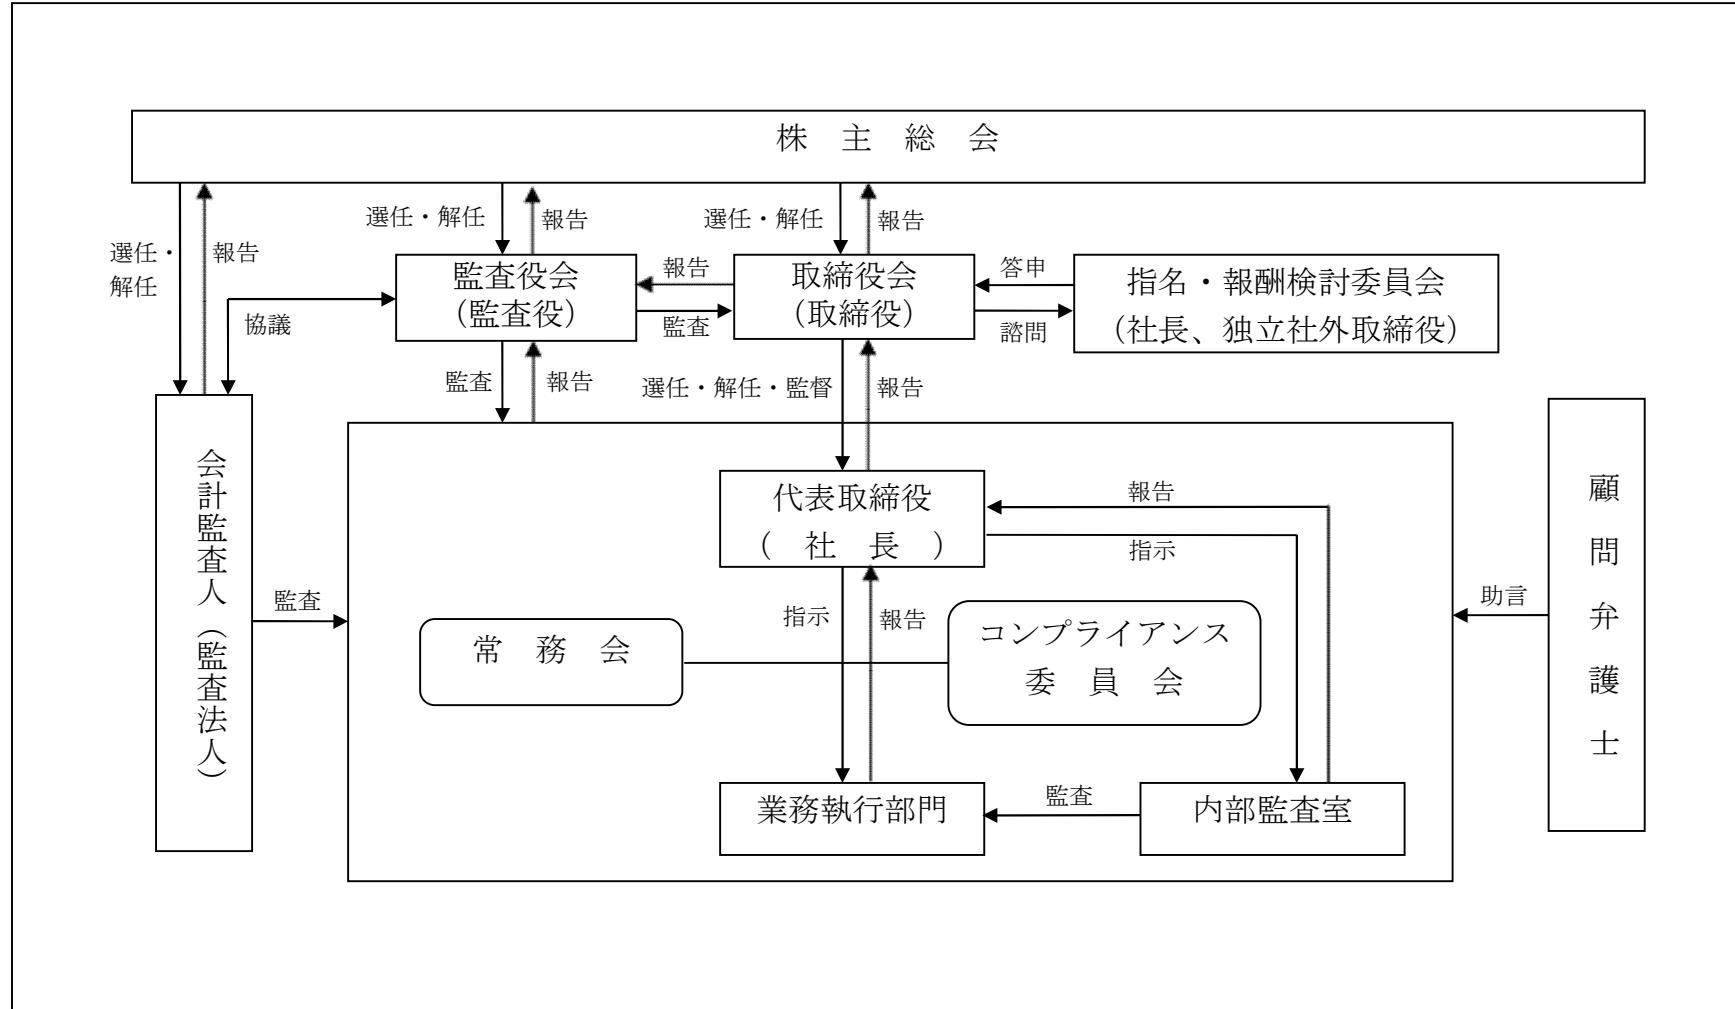 株 主 総 会
選任・解任
報告
選任・解任
報告
選任・
解任
報告
監査役会
(監査役)
報告
監査
取締役会
(取締役)
答申
諮問
指名・報酬検討委員会
(社長、独立社外取締役)
協議
監査
報告
選任・解任・監督
報告
会計監査人(監査法人)
監査
代表取締役
( 社 長 )
報告
指示
指示
報告
常 務 会
コンプライアンス
委 員 会
業務執行部門
監査
内部監査室
助言
顧問弁護士